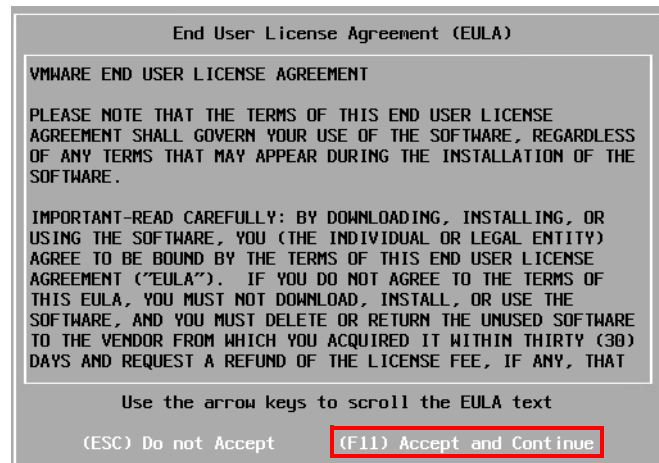 End User License Agreement (EULA)
VMWARE END USER LICENSE AGREEMENT
PLEASE NOTE THAT THE TERMS OF THIS END USER LICENSE
AGREEMENT SHALL GOVERN YOUR USE OF THE SOFTWARE, REGARDLESS
OF ANY TERMS THAT MAY APPEAR DURING THE INSTALLATION OF THE
SOFTWARE.
IMPORTANT-READ CAREFULLY: BY DOWNLOADING, INSTALLING, OR
USING THE SOFTWARE, YOU (THE INDIVIDUAL OR LEGAL ENTITY)
AGREE TO BE BOUND BY THE TERMS OF THIS END USER LICENSE
AGREEMENT ("EULA").  IF YOU DO NOT AGREE TO THE TERMS OF
THIS EULA, YOU MUST NOT DOWNLOAD, INSTALL, OR USE THE
SOFTWARE, AND YOU MUST DELETE OR RETURN THE UNUSED SOFTWARE
TO THE VENDOR FROM WHICH YOU ACQUIRED IT WITHIN THIRTY (30)
DAYS AND REQUEST A REFUND OF THE LICENSE FEE, IF ANY, THAT
Use the arrow keys to scroll the EULA text
(ESC) Do not Accept (F11) Accept and Continue